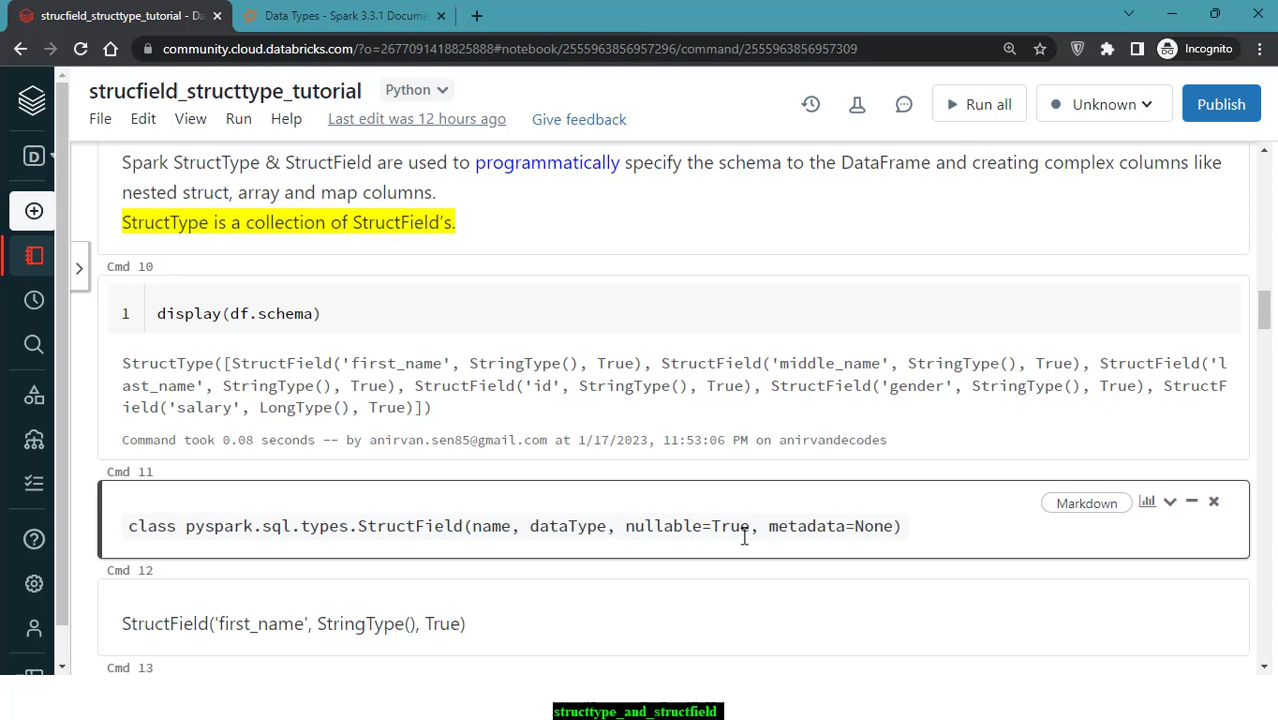 strucfield_structtype_tutorial - Da
Data Types - Spark 3.3.1 Docume
community.cloud.databricks.com/?o=2677091418825888#notebook/2555963856957296/command/2555963856957309
Incognito
strucfield_structtype_tutorial
Python
File Edit View Run Help Last edit was 12 hours ago Give feedback
Run all
Unknown
Publish
D
Spark StructType & StructField are used to programmatically specify the schema to the DataFrame and creating complex columns like
nested struct, array and map columns.
StructType is a collection of StructField's.
Cmd 10
1 display(df.schema)
StructType([StructField('first_name', StringType(), True), StructField('middle_name', StringType(), True), StructField('l
ast_name', StringType(), True), StructField('id', StringType(), True), StructField('gender', StringType(), True), StructF
ield('salary', LongType(), True)])
Command took 0.08 seconds -- by anirvan.sen85@gmail.com at 1/17/2023, 11:53:06 PM on anirvandecodes
Cmd 11
Markdown
class pyspark.sql.types.StructField(name, dataType, nullable=True, metadata=None)
Cmd 12
StructField('first_name', StringType(), True)
Cmd 13
structtype_and_structfield